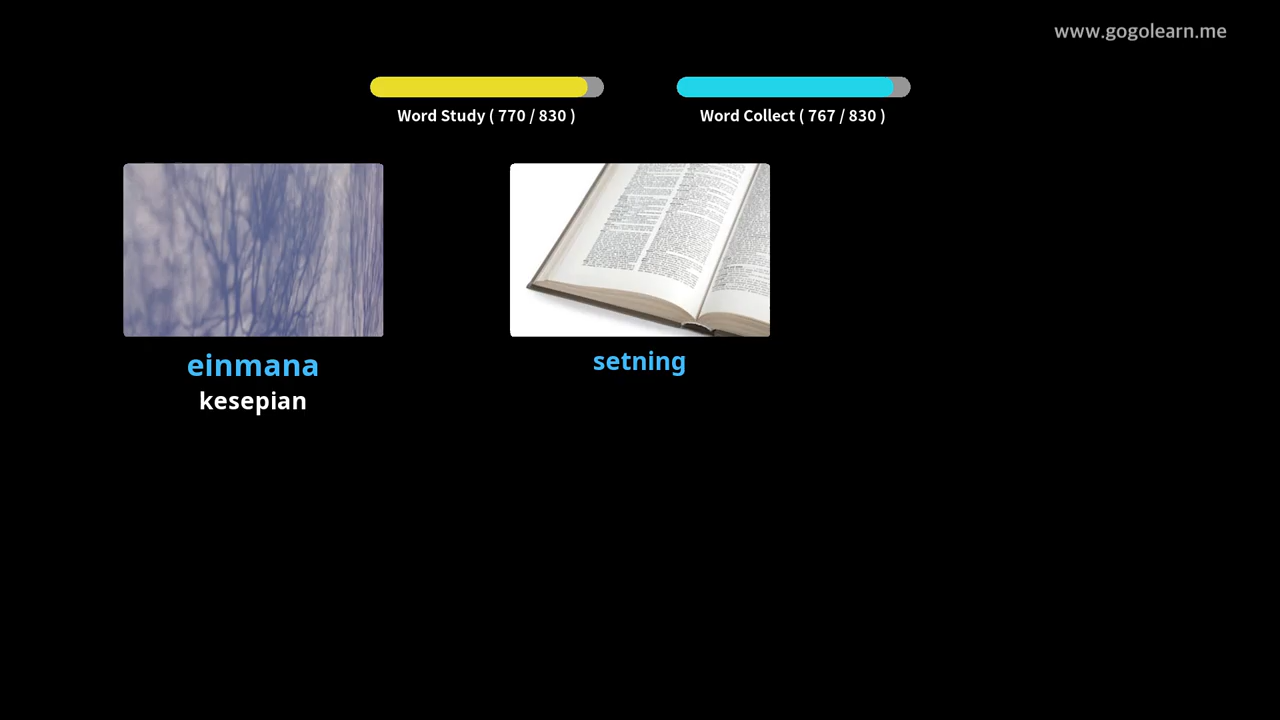 www.gogolearn.me
Word Study ( 770 / 830 )
Word Collect ( 767 / 830 )
einmana
kesepian
setning